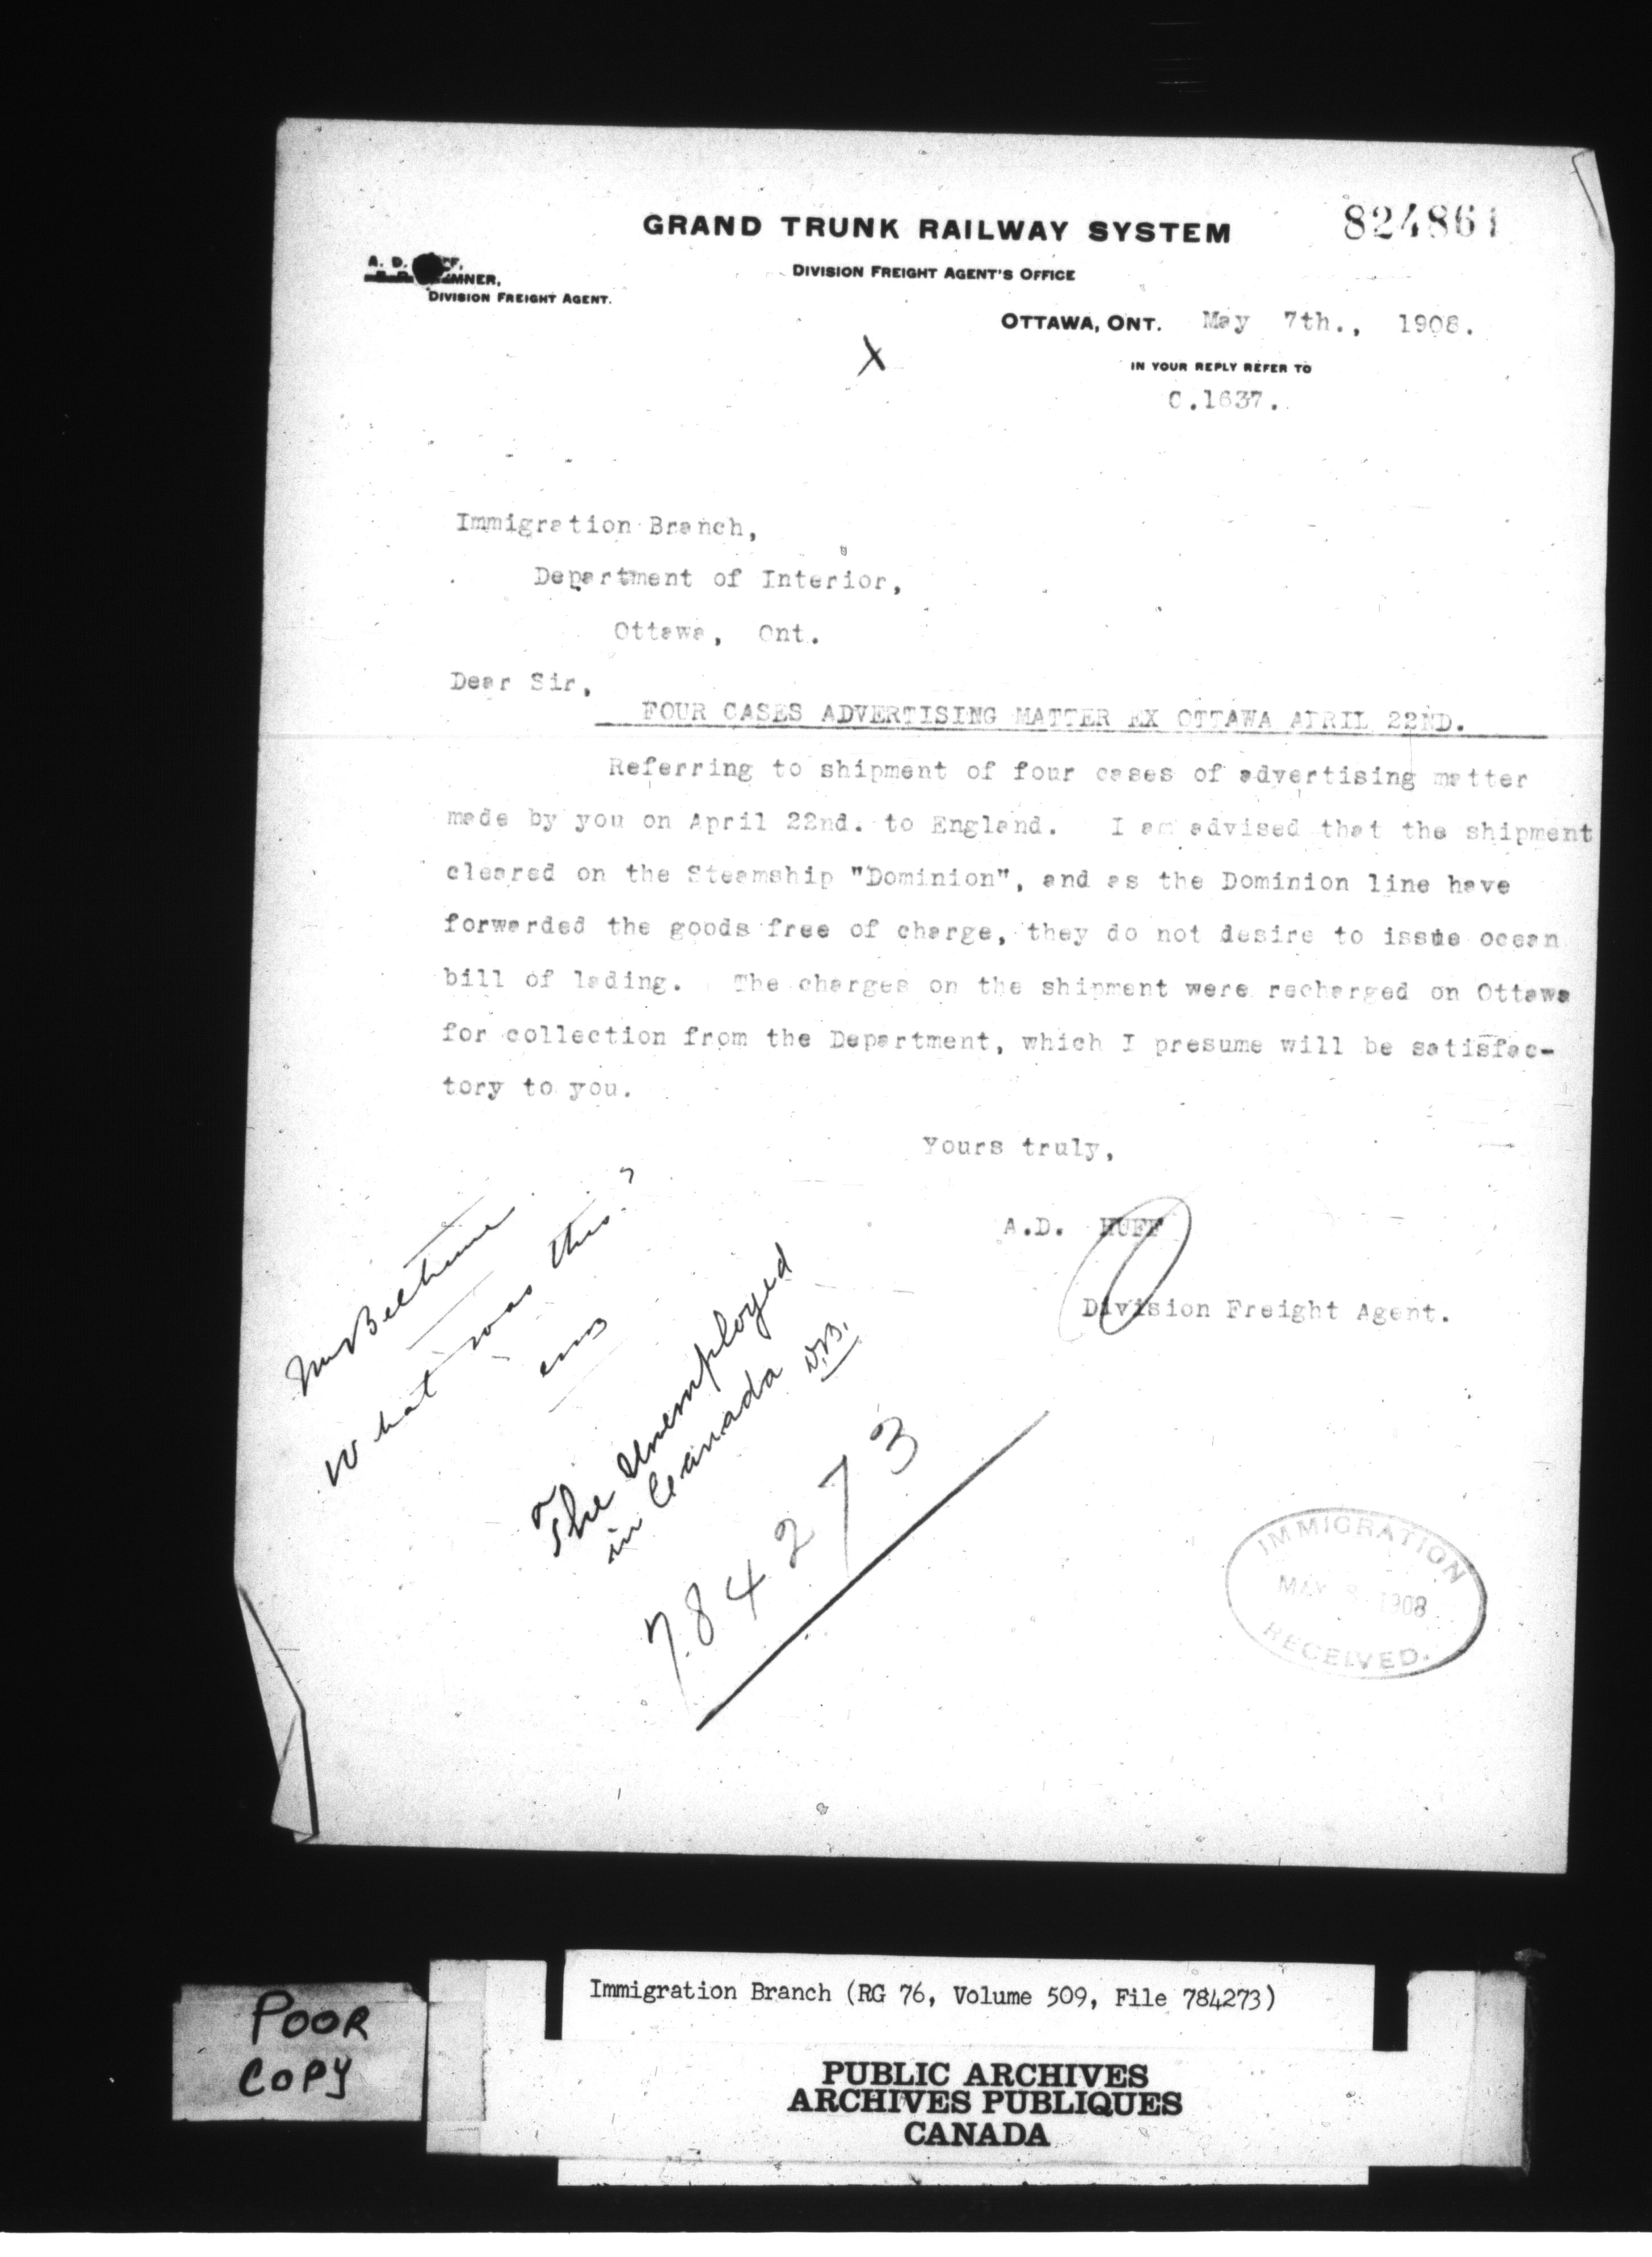 GRAND TRUNK RAILWAY SYSTEM
824861
A. D. 
MNER,
DIVISION FREIGHT AGENT.
DIVISION FREIGHT AGENT'S OFFICE
OTTAWA, ONT. May 7th., 1908.
X
IN YOUR REPLY REFER TO
C.1637.
Immigration Branch,
Department of Interior,
Ottawa, Ont.
Dear Sir,
FOUR CASES ADVERTISING MATTER EX OTTAWA APRIL 22ND.
Referring to shipment of four cases of advertising matter
made by you on April 22nd. to England. I am advised that the shipment
cleared on the Steamship "Dominion", and as the Dominion line have
forwarded the goods free of charge, they do not desire to issue ocean
bill of lading. The charges on the shipment were recharged on Ottawa
for collection from the Department, which I presume will be satisfac-
tory to you.
Yours truly,
A.D. HUFF
Division Freight Agent.
Mr Bethune
What was this?
The Unemployed
in Canada
784273
IMMIGRATION
MAY 1908
RECEIVED.
POOR
COPY
Immigration Branch (RG 76, Volume 509, File 784273)
PUBLIC ARCHIVES
ARCHIVES PUBLIQUES
CANADA